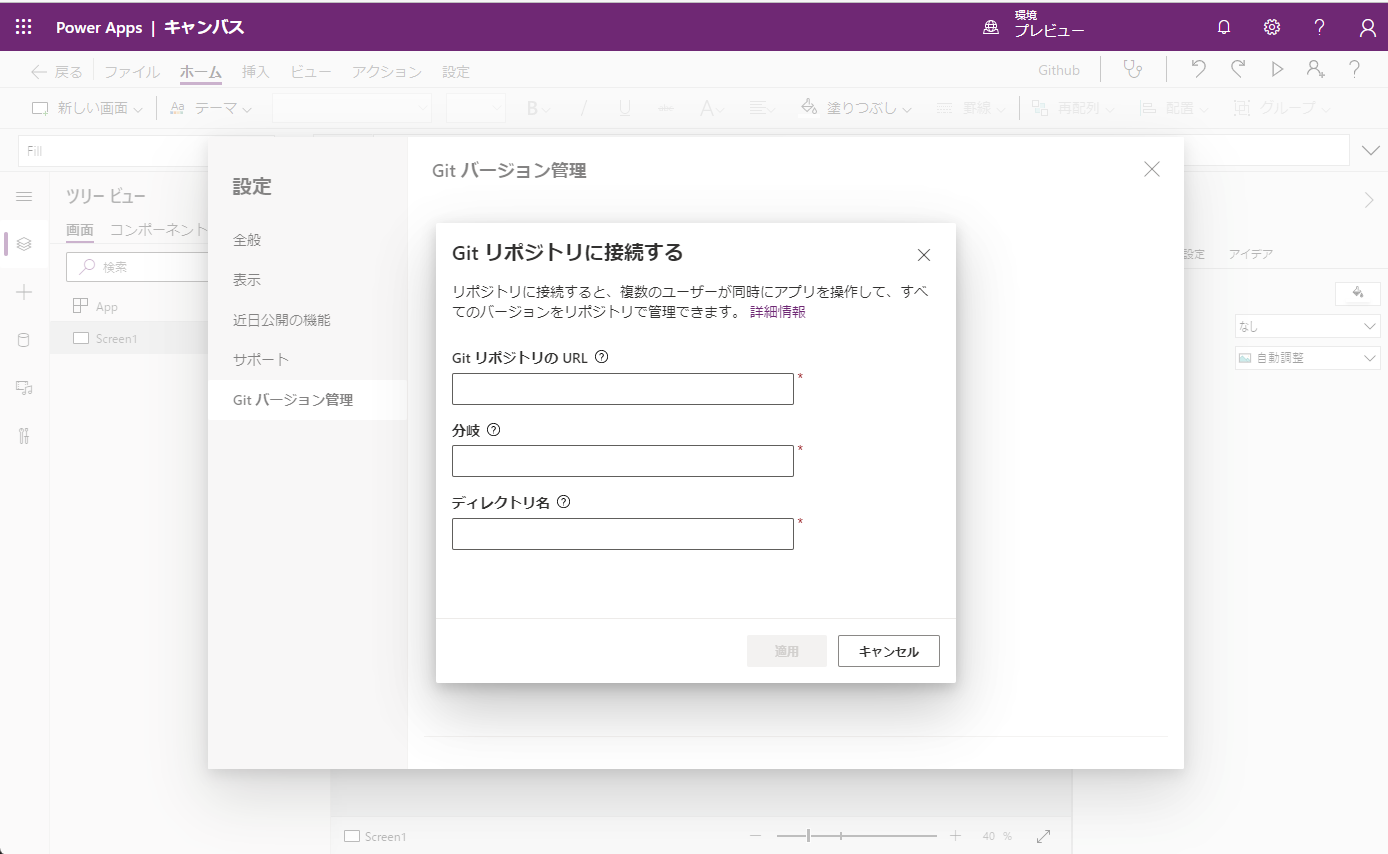 Power Apps | キャンバス
環境
プレビュー
戻る ファイル ホーム 挿入 ビュー アクション 設定 Github
新しい画面 Aa テーマ B / U abc A 塗りつぶし 罫線 再配列 配置 グループ
Fill
ツリー ビュー
画面 コンポーネント
検索
App
Screen1
設定
全般
表示
近日公開の機能
サポート
Git バージョン管理
Git バージョン管理
Git リポジトリに接続する
リポジトリに接続すると、複数のユーザーが同時にアプリを操作して、すべ
てのバージョンをリポジトリで管理できます。 詳細情報
Git リポジトリの URL
*
分岐
*
ディレクトリ名
*
適用 キャンセル
設定 アイデア
なし
自動調整
Screen1 40 %